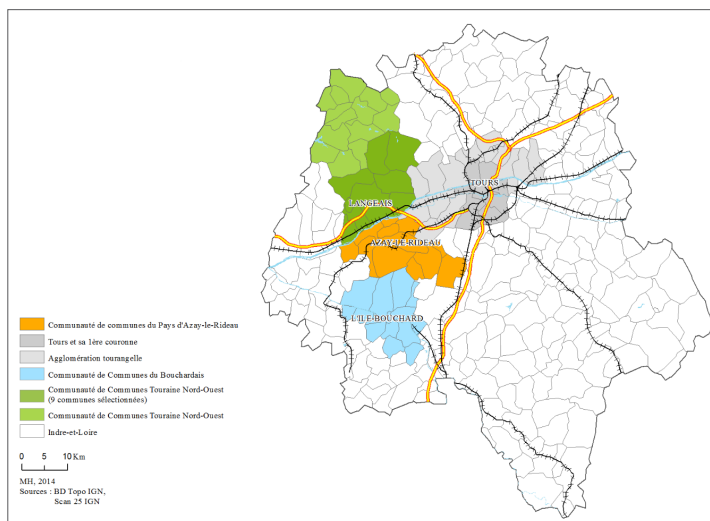 TOURS
LANGEAIS
AZAY-LE-RIDEAU
L'ILE-BOUCHARD
Communauté de communes du Pays d'Azay-le-Rideau
Tours et sa 1ère couronne
Agglomération tourangelle
Communauté de Communes du Bouchardais
Communauté de Communes Touraine Nord-Ouest
(9 communes sélectionnées)
Communauté de Communes Touraine Nord-Ouest
Indre-et-Loire
0 5 10 Km
MH, 2014
Sources : BD Topo IGN,
Scan 25 IGN